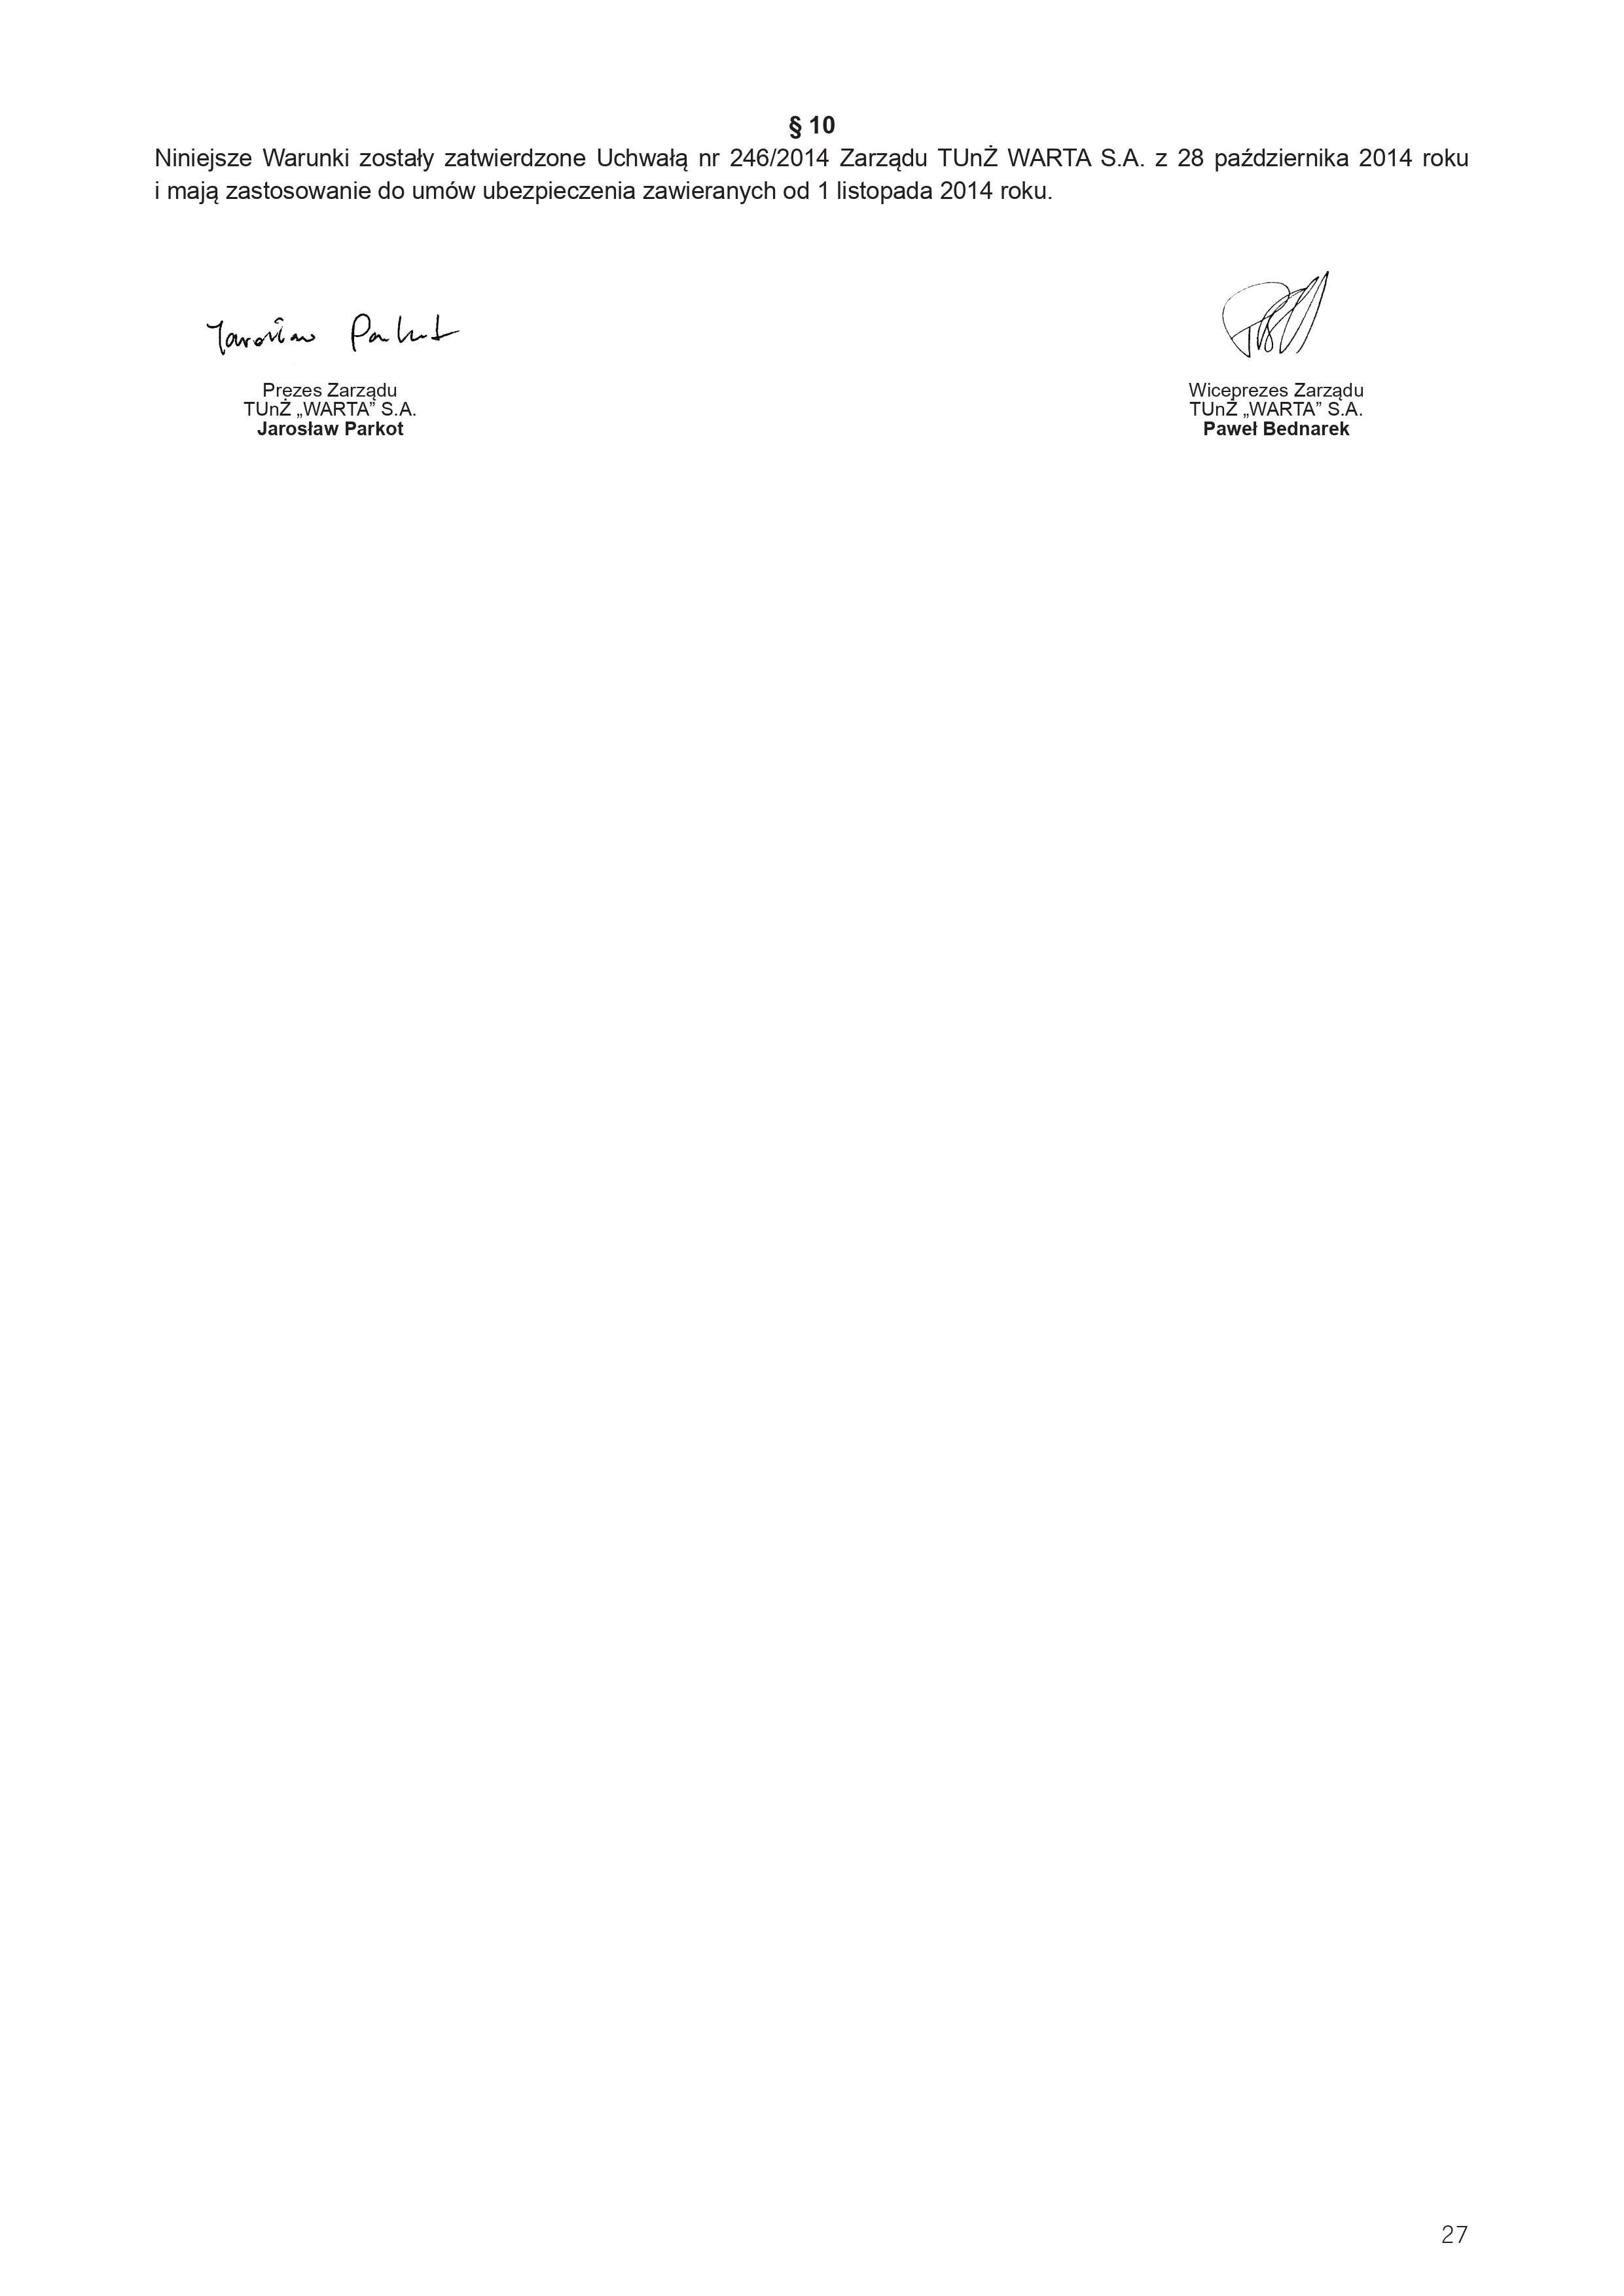 § 10
Niniejsze Warunki zostały zatwierdzone Uchwałą nr 246/2014 Zarządu TUnŻ WARTA S.A. z 28 października 2014 roku
i mają zastosowanie do umów ubezpieczenia zawieranych od 1 listopada 2014 roku.
Jarosław Parkot
Prezes Zarządu
TUnŻ „WARTA” S.A.
Jarosław Parkot
Wiceprezes Zarządu
TUnŻ „WARTA” S.A.
Paweł Bednarek
27